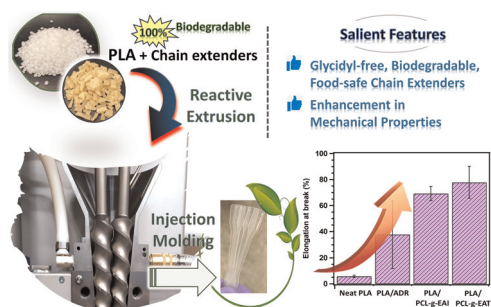 100%
Biodegradable
PLA + Chain extenders
Reactive
Extrusion
Injection
Molding
Salient Features
Glycidyl-free, Biodegradable,
Food-safe Chain Extenders
Enhancement in
Mechanical Properties
Elongation at break (%)
100
80
60
40
20
0
Neat PLA
PLA/ADR
PLA/
PCL-g-EAI
PLA/
PCL-g-EAT